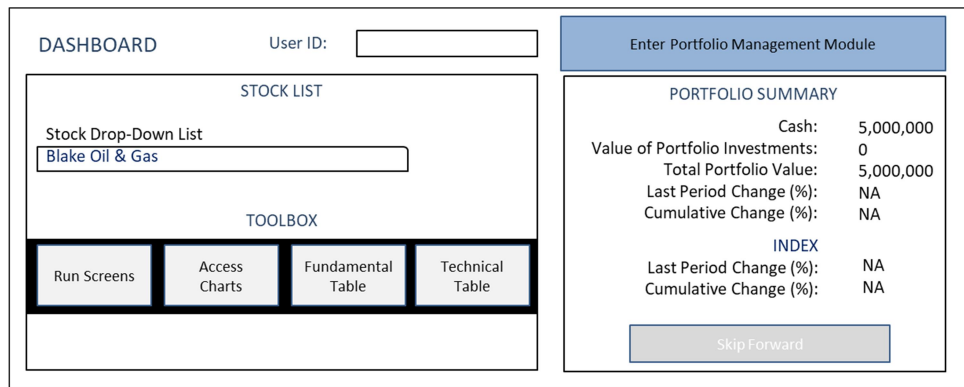 DASHBOARD
User ID:
Enter Portfolio Management Module
STOCK LIST
Stock Drop-Down List
Blake Oil & Gas
TOOLBOX
Run Screens
Access
Charts
Fundamental
Table
Technical
Table
PORTFOLIO SUMMARY
Cash: 5,000,000
Value of Portfolio Investments: 0
Total Portfolio Value: 5,000,000
Last Period Change (%): NA
Cumulative Change (%): NA
INDEX
Last Period Change (%): NA
Cumulative Change (%): NA
Skip Forward